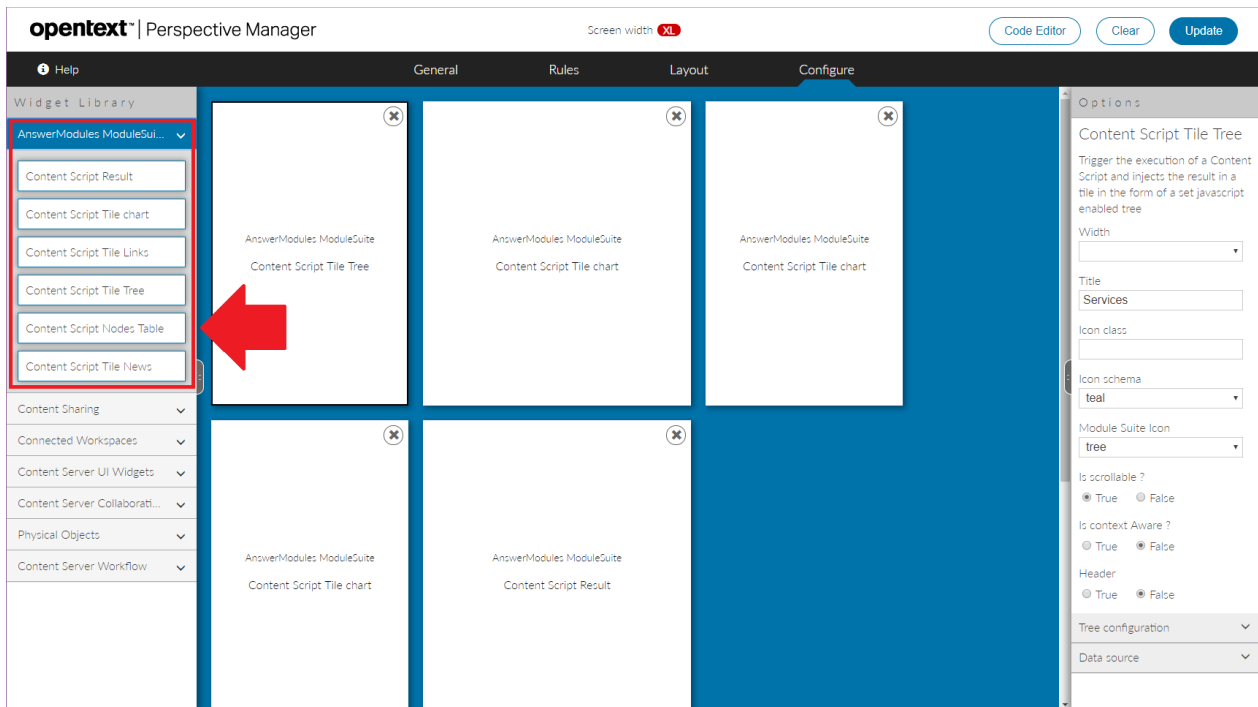 opentext™ | Perspective Manager
Screen width XL
Code Editor
Clear
Update
Help
General
Rules
Layout
Configure
Widget Library
AnswerModules ModuleSui...
Content Script Result
Content Script Tile chart
Content Script Tile Links
Content Script Tile Tree
Content Script Nodes Table
Content Script Tile News
Content Sharing
Connected Workspaces
Content Server UI Widgets
Content Server Collaborati...
Physical Objects
Content Server Workflow
AnswerModules ModuleSuite
Content Script Tile Tree
AnswerModules ModuleSuite
Content Script Tile chart
AnswerModules ModuleSuite
Content Script Tile chart
AnswerModules ModuleSuite
Content Script Tile chart
AnswerModules ModuleSuite
Content Script Result
Options
Content Script Tile Tree
Trigger the execution of a Content
Script and injects the result in a
tile in the form of a set javascript
enabled tree
Width
Title
Services
Icon class
Icon schema
teal
Module Suite Icon
tree
Is scrollable ?
True False
Is context Aware ?
True False
Header
True False
Tree configuration
Data source